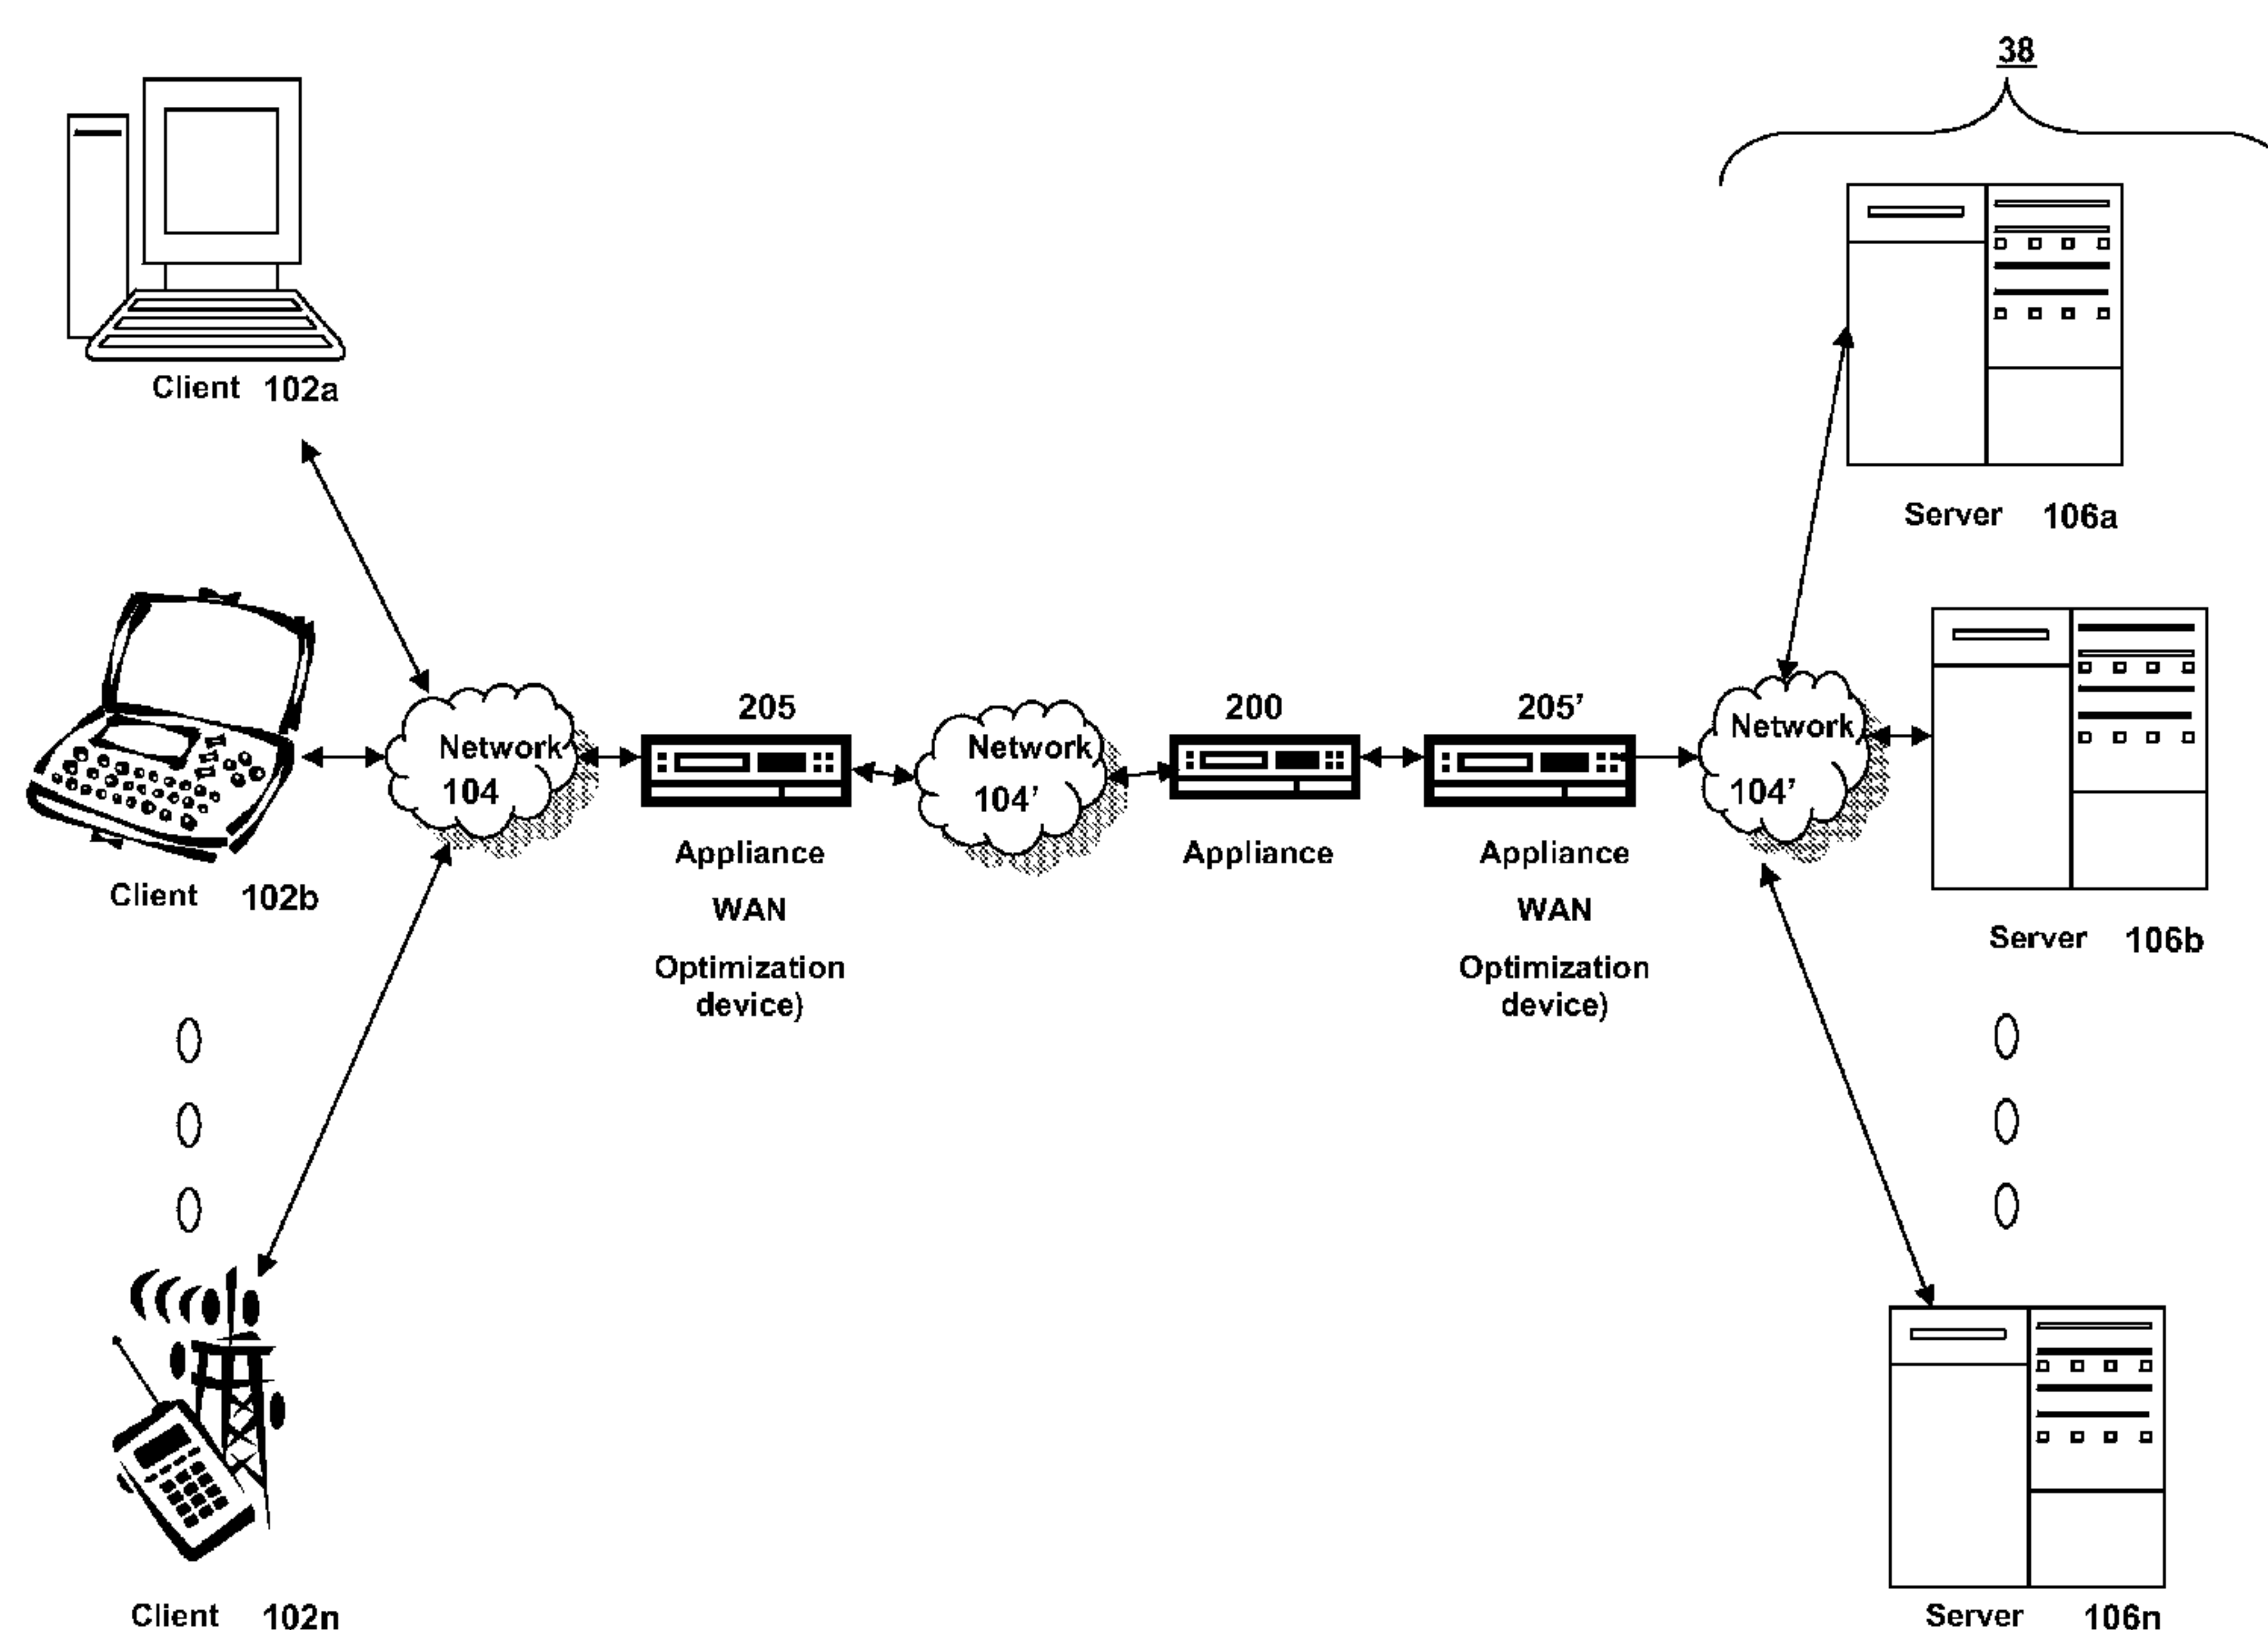 38
Client 102a
Server 106a
205
200
205’
Network
104
Network
104’
Network
104’
Appliance
WAN
Optimization
device)
Appliance
Appliance
WAN
Optimization
device)
Client 102b
Server 106b
Client 102n
Server 106n